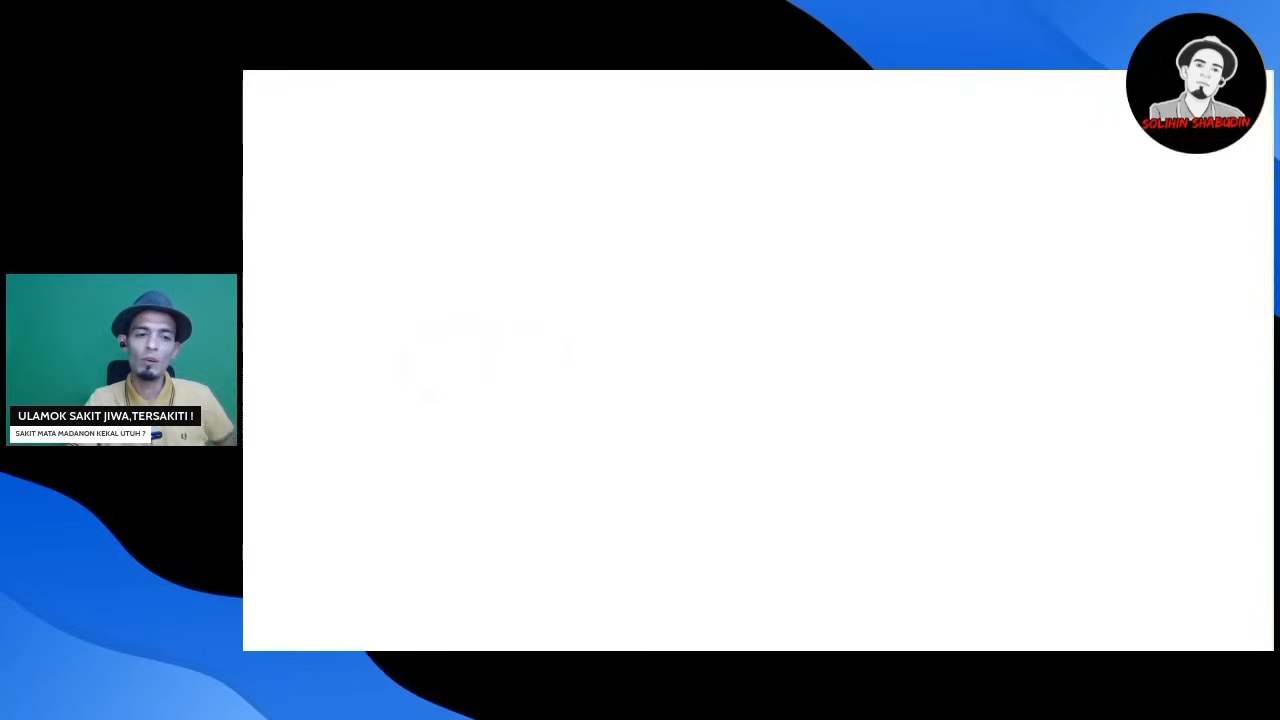 SOLIHIN SHABUDIN
ULAMOK SAKIT JIWA,TERSAKITI !
SAKIT MATA MADANON KEKAL UTUH ?